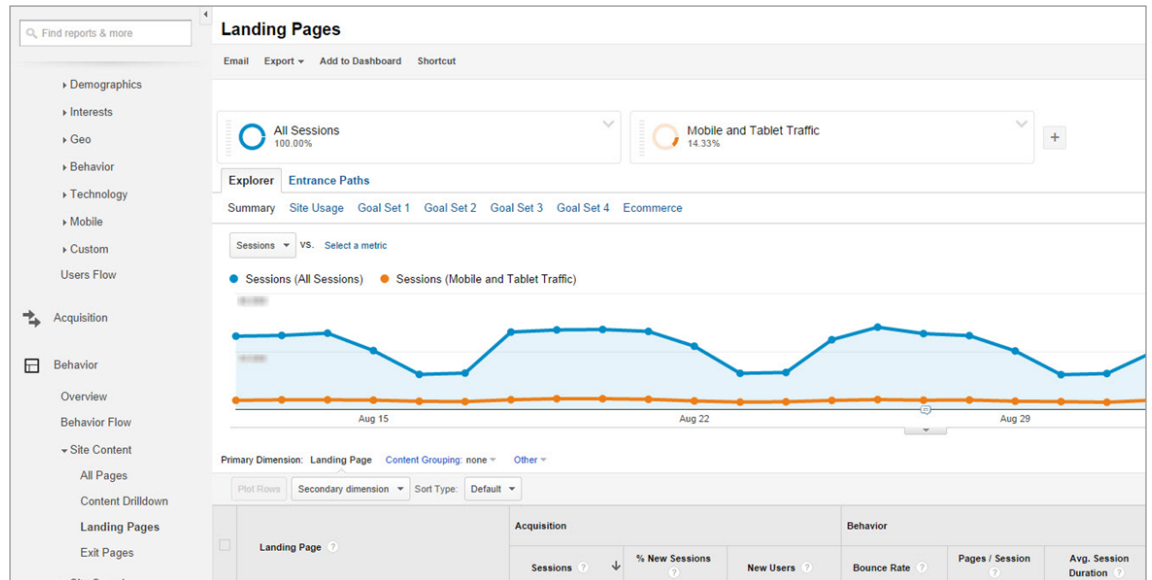 Find reports & more
Demographics
Interests
Geo
Behavior
Technology
Mobile
Custom
Users Flow
Acquisition
Behavior
Overview
Behavior Flow
Site Content
All Pages
Content Drilldown
Landing Pages
Exit Pages
Landing Pages
Email Export Add to Dashboard Shortcut
All Sessions
100.00%
Mobile and Tablet Traffic
14.33%
+
Explorer Entrance Paths
Summary Site Usage Goal Set 1 Goal Set 2 Goal Set 3 Goal Set 4 Ecommerce
Sessions VS. Select a metric
Sessions (All Sessions) Sessions (Mobile and Tablet Traffic)
Aug 15 Aug 22 Aug 29
Primary Dimension: Landing Page Content Grouping: none Other
Plot Rows Secondary dimension Sort Type: Default
Landing Page ?
Acquisition
Behavior
Sessions ?
% New Sessions
?
New Users ?
Bounce Rate ?
Pages / Session
?
Avg. Session
Duration ?